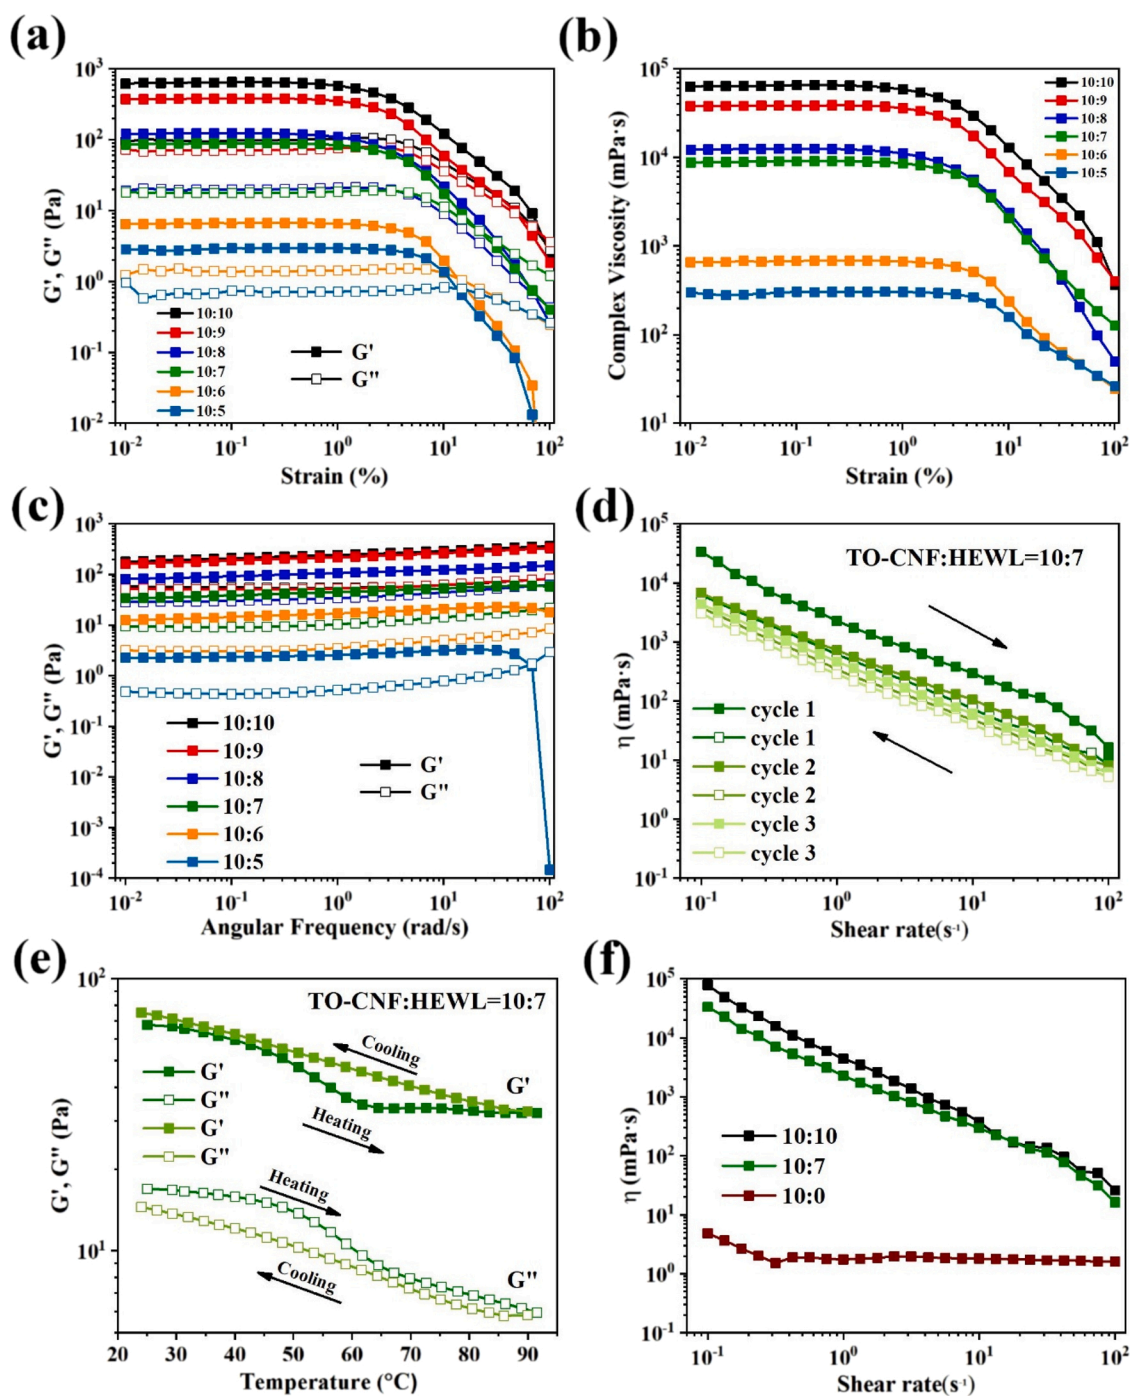 (a)
10³
10²
10¹
10⁰
10⁻¹
10⁻²
G', G" (Pa)
10:10
10:9
10:8
10:7
10:6
10:5
G'
G"
10⁻²
10⁻¹
10⁰
10¹
10²
Strain (%)
(b)
10⁵
10⁴
10³
10²
10¹
Complex Viscosity (mPa·s)
10:10
10:9
10:8
10:7
10:6
10:5
10⁻²
10⁻¹
10⁰
10¹
10²
Strain (%)
(c)
10³
10²
10¹
10⁰
10⁻¹
10⁻²
10⁻³
10⁻⁴
G', G" (Pa)
10:10
10:9
10:8
10:7
10:6
10:5
G'
G"
10⁻²
10⁻¹
10⁰
10¹
10²
Angular Frequency (rad/s)
(d)
10⁵
10⁴
10³
10²
10¹
10⁰
10⁻¹
η (mPa·s)
TO-CNF:HEWL=10:7
cycle 1
cycle 1
cycle 2
cycle 2
cycle 3
cycle 3
10⁻¹
10⁰
10¹
10²
Shear rate(s⁻¹)
(e)
10²
10¹
G', G" (Pa)
TO-CNF:HEWL=10:7
Cooling
G'
G"
G'
G"
G'
Heating
Heating
G"
Cooling
20
30
40
50
60
70
80
90
Temperature (°C)
(f)
10⁵
10⁴
10³
10²
10¹
10⁰
10⁻¹
η (mPa·s)
10:10
10:7
10:0
10⁻¹
10⁰
10¹
10²
Shear rate(s⁻¹)